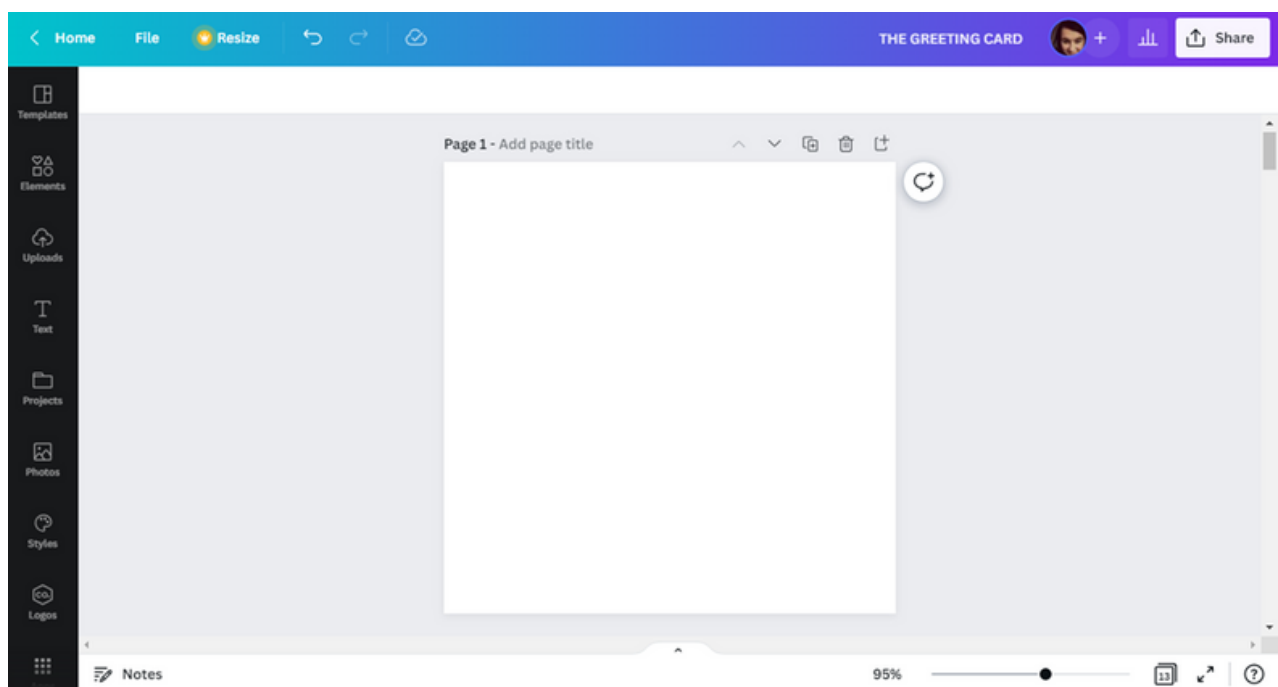 Home File Resize THE GREETING CARD + Share
Templates
Elements
Uploads
Text
Projects
Photos
Styles
CO.
Logos
Page 1 - Add page title
Notes 95% 13 ?